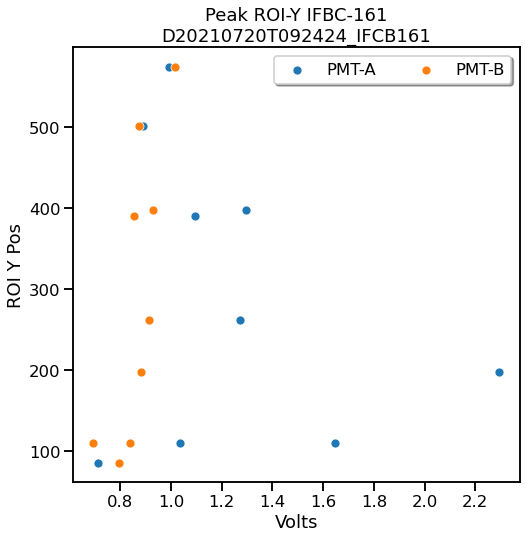 Peak ROI-Y IFBC-161
D20210720T092424_IFCB161
PMT-A PMT-B
500
400
300
200
100
ROI Y Pos
0.8 1.0 1.2 1.4 1.6 1.8 2.0 2.2
Volts